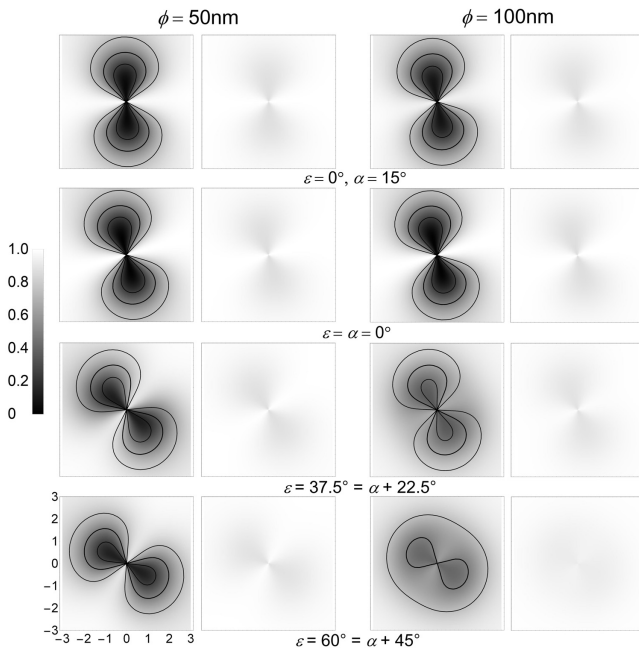 ϕ = 50nm
ϕ = 100nm
ε = 0°, α = 15°
ε = α = 0°
1.0
0.8
0.6
0.4
0.2
0
ε = 37.5° = α + 22.5°
3
2
1
0
−1
−2
−3
−3 −2 −1 0 1 2 3
ε = 60° = α + 45°